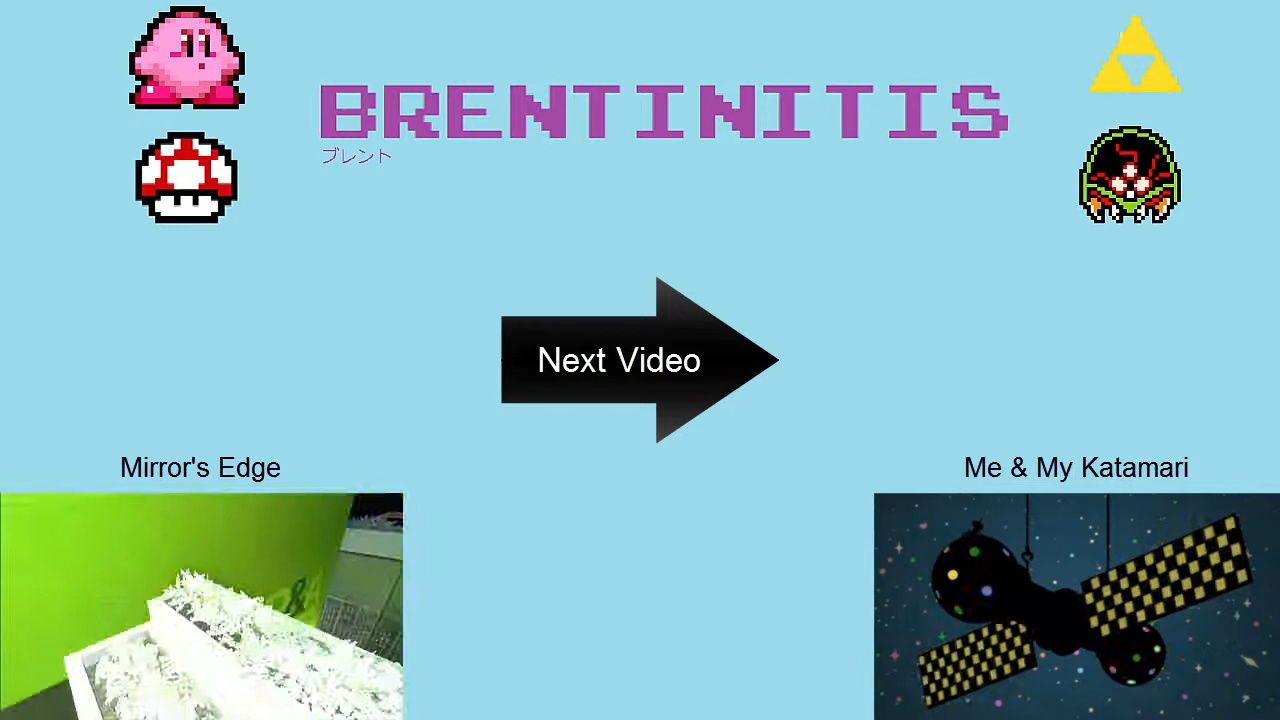 BRENTINITIS
ブレント
Next Video
Mirror's Edge
Me & My Katamari
&